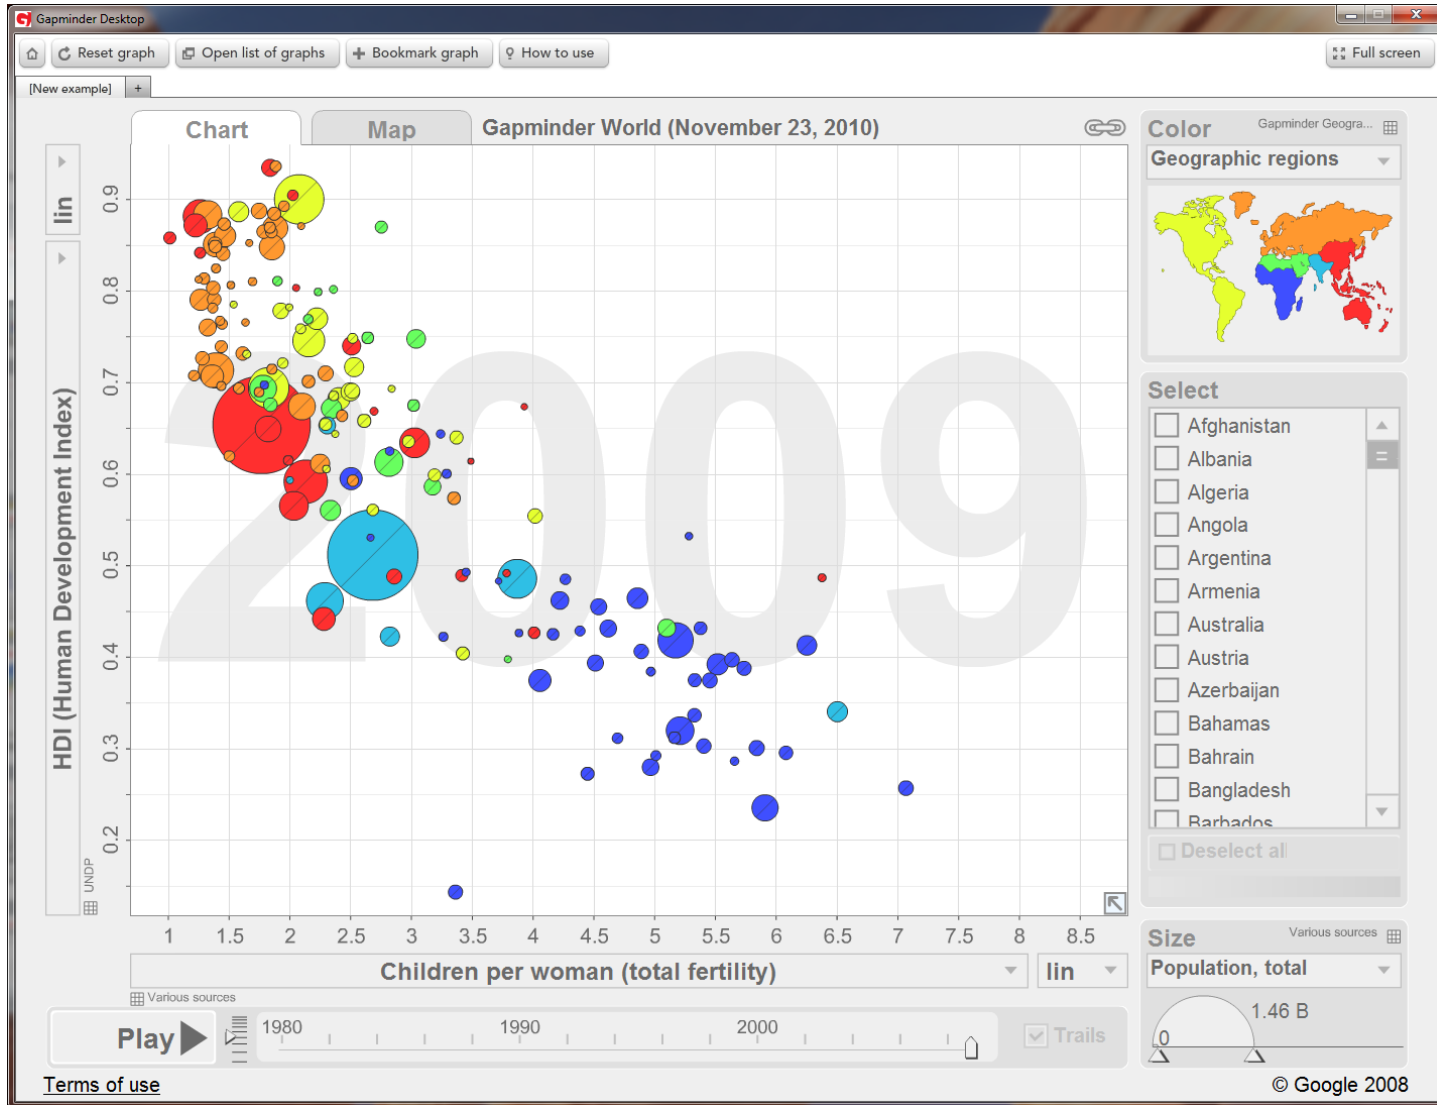 Gapminder Desktop
Reset graph
Open list of graphs
Bookmark graph
How to use
Full screen
[New example]
+
Chart
Map
Gapminder World (November 23, 2010)
lin
HDI (Human Development Index)
UNDP
0.9
0.8
0.7
0.6
0.5
0.4
0.3
0.2
2009
1 1.5 2 2.5 3 3.5 4 4.5 5 5.5 6 6.5 7 7.5 8 8.5
Children per woman (total fertility)
lin
Various sources
Play
1980 1990 2000
Trails
Color
Gapminder Geogra...
Geographic regions
Select
Afghanistan
Albania
Algeria
Angola
Argentina
Armenia
Australia
Austria
Azerbaijan
Bahamas
Bahrain
Bangladesh
Barbados
Deselect all
Size
Various sources
Population, total
1.46 B
0
Terms of use
© Google 2008